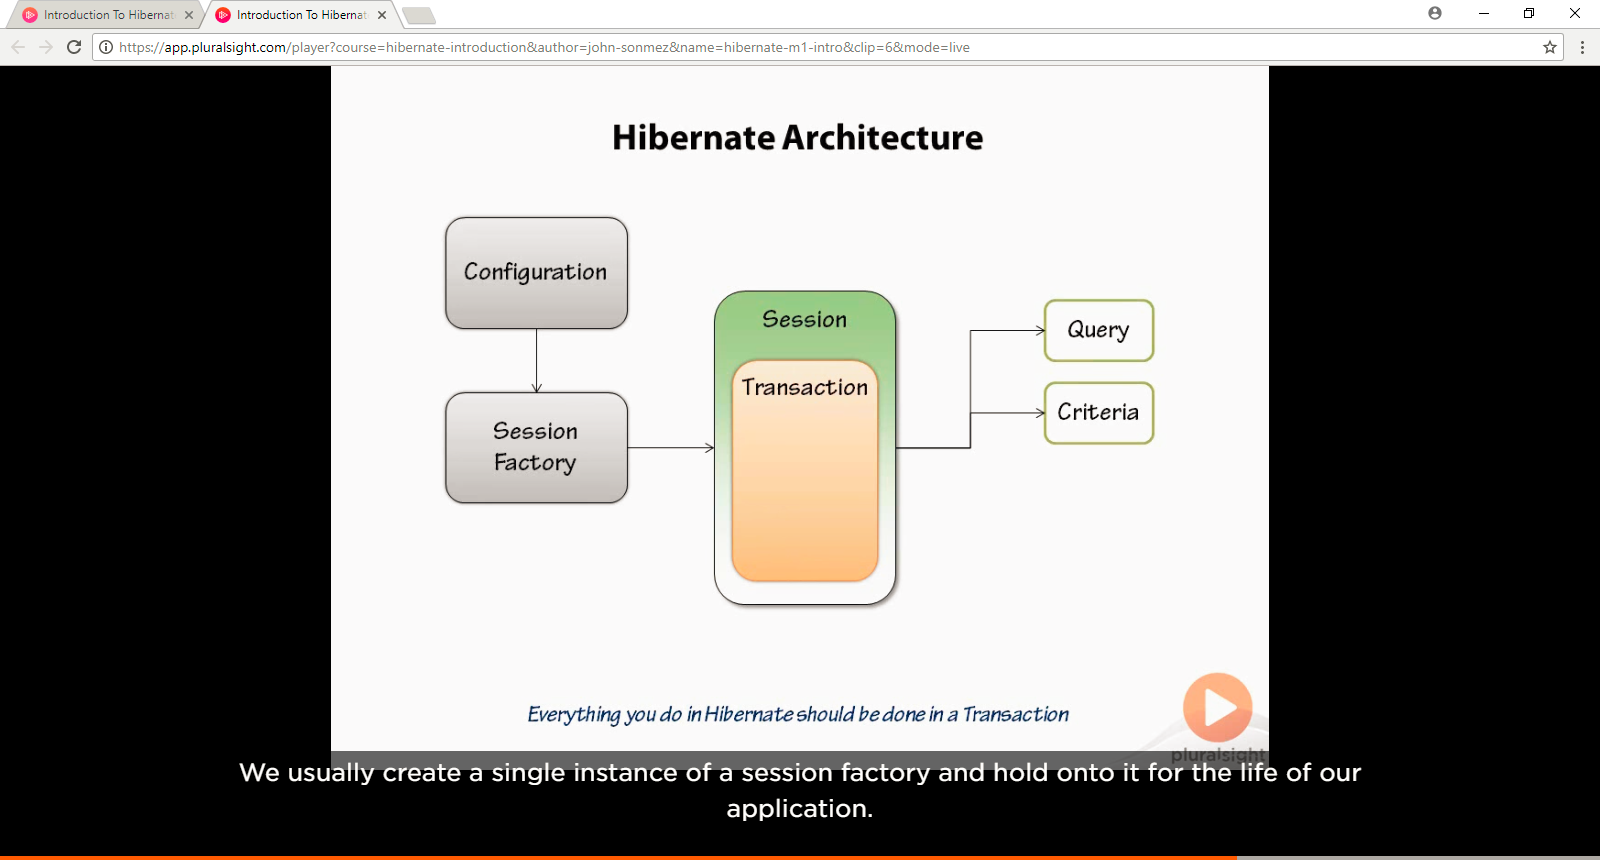 Introduction To Hibernat
Introduction To Hibernat
https://app.pluralsight.com/player?course=hibernate-introduction&author=john-sonmez&name=hibernate-m1-intro&clip=6&mode=live
Hibernate Architecture
Configuration
Session
Factory
Session
Transaction
Query
Criteria
Everything you do in Hibernate should be done in a Transaction
pluralsight
We usually create a single instance of a session factory and hold onto it for the life of our
application.